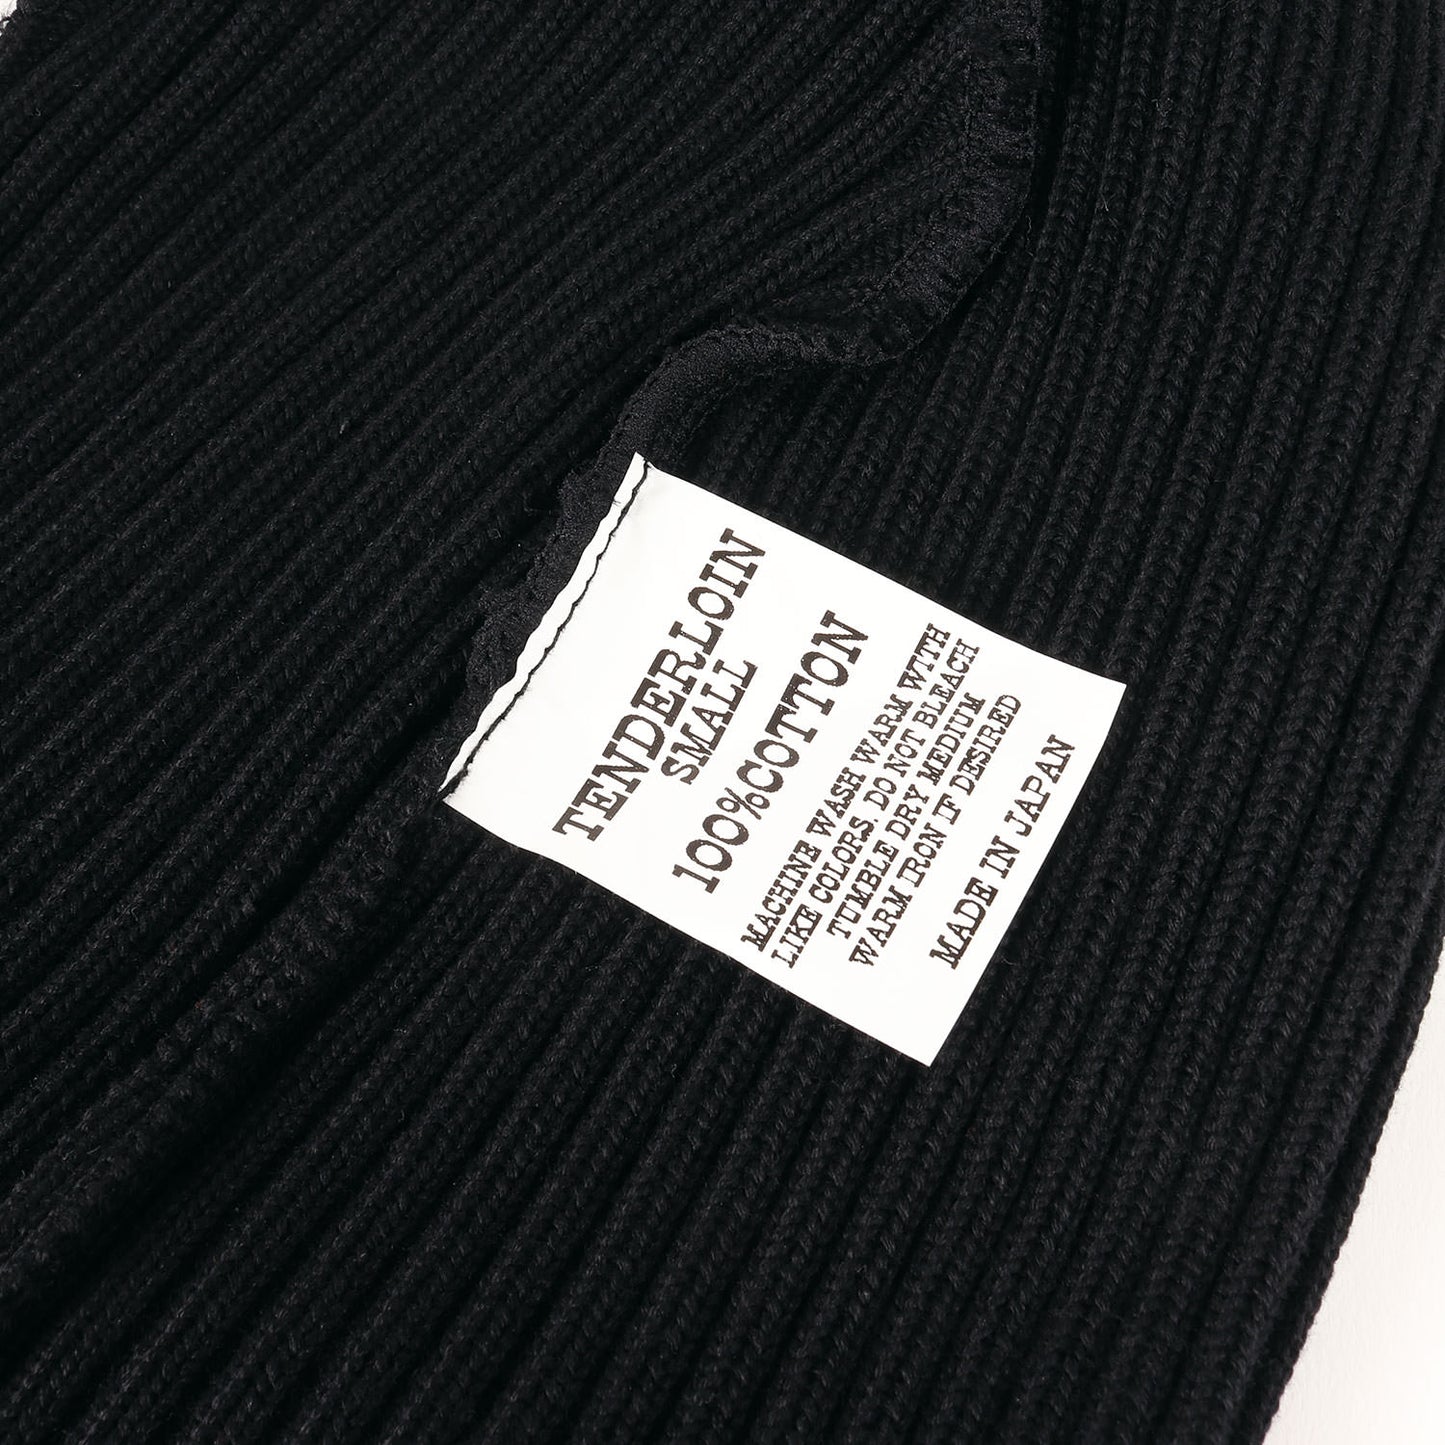 TENDERLOIN
SMALL
100%COTTON
MACHINE WASH WARM WITH
LIKE COLORS. DO NOT BLEACH
TUMBLE DRY MEDIUM
WARM IRON IF DESIRED
MADE IN JAPAN